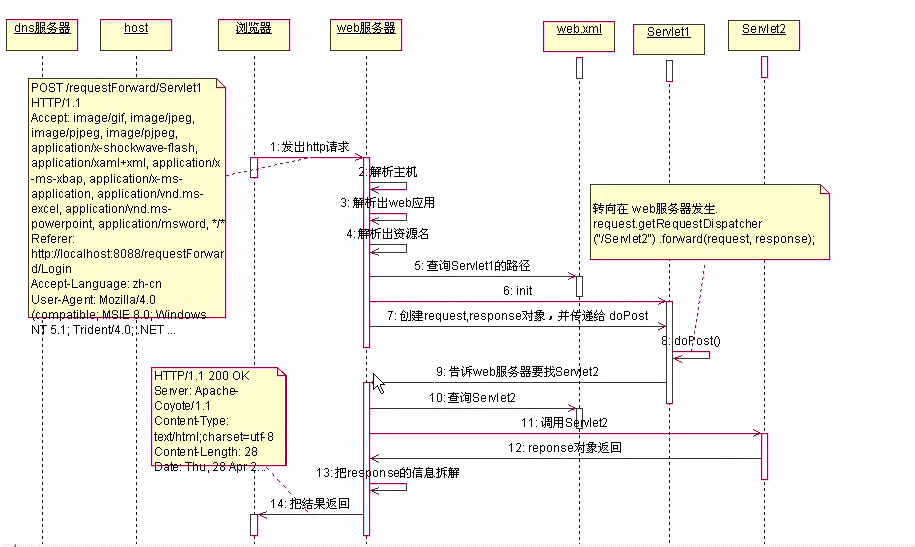 dns服务器
host
浏览器
web服务器
web.xml
Servlet1
Servlet2
POST /requestForward/Servlet1
HTTP/1.1
Accept: image/gif, image/jpeg,
image/pjpeg, image/pjpeg,
application/x-shockwave-flash,
application/xaml+xml, application/x
-ms-xbap, application/x-ms-
application, application/vnd.ms-
excel, application/vnd.ms-
powerpoint, application/msword, */*
Referer:
http://localhost:8088/requestForwar
d/Login
Accept-Language: zh-cn
User-Agent: Mozilla/4.0
(compatible; MSIE 8.0; Windows
NT 5.1; Trident/4.0; .NET ...
1: 发出http请求
2: 解析主机
3: 解析出web应用
4: 解析出资源名
转向在 web服务器发生.
request.getRequestDispatcher
("/Servlet2") .forward(request, response);
5: 查询Servlet1的路径
6: init
7: 创建request,response对象，并传递给 doPost
8: doPost()
9: 告诉web服务器要找Servlet2
10: 查询Servlet2
11: 调用Servlet2
12: reponse对象返回
13: 把response的信息拆解
14: 把结果返回
HTTP/1.1 200 OK
Server: Apache-
Coyote/1.1
Content-Type:
text/html;charset=utf-8
Content-Length: 28
Date: Thu, 28 Apr 2...